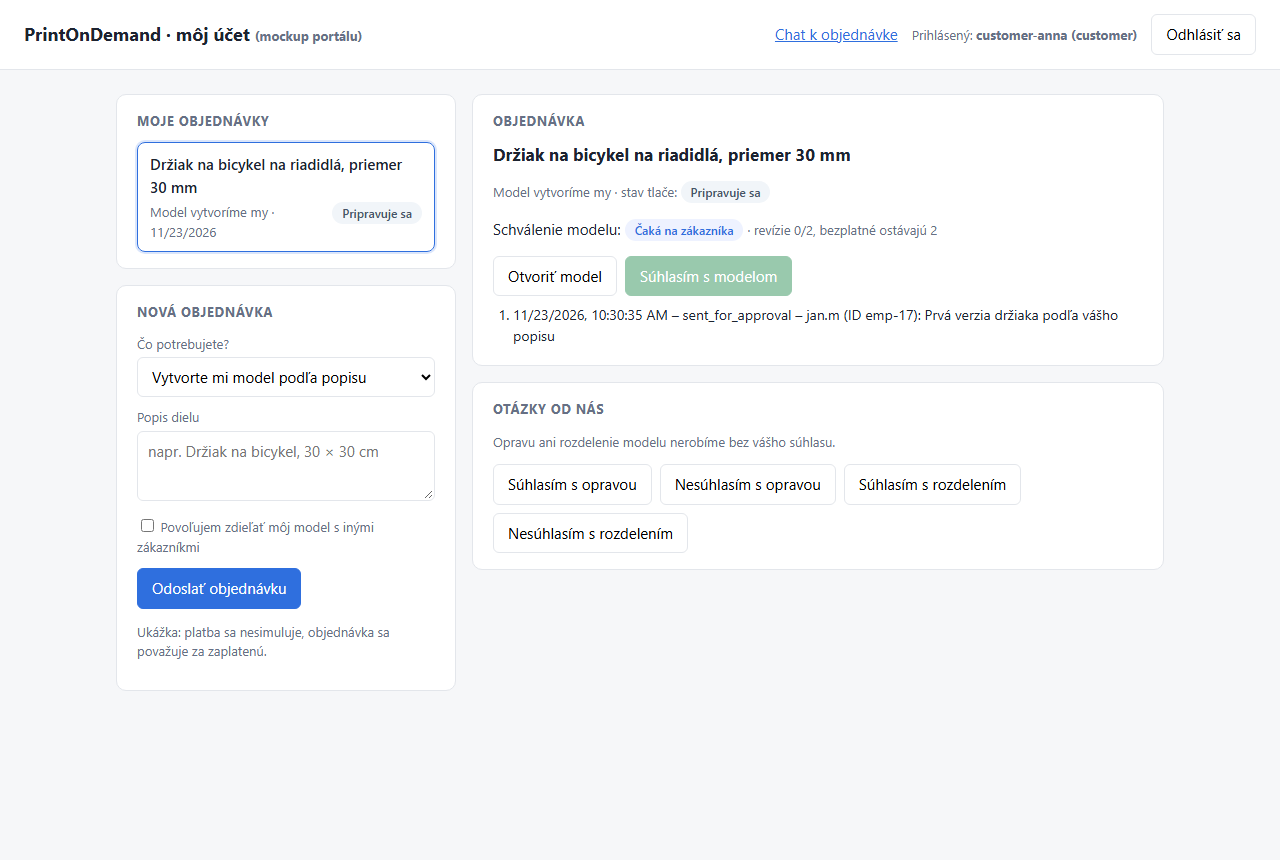 PrintOnDemand · môj účet (mockup portálu)
Chat k objednávke
Prihlásený: customer-anna (customer)
Odhlásiť sa
MOJE OBJEDNÁVKY
Držiak na bicykel na riadidlá, priemer
30 mm
Model vytvoríme my ·
11/23/2026
Pripravuje sa
NOVÁ OBJEDNÁVKA
Čo potrebujete?
Vytvorte mi model podľa popisu
Popis dielu
napr. Držiak na bicykel, 30 × 30 cm
Povoľujem zdieľať môj model s inými
zákazníkmi
Odoslať objednávku
Ukážka: platba sa nesimuluje, objednávka sa
považuje za zaplatenú.
OBJEDNÁVKA
Držiak na bicykel na riadidlá, priemer 30 mm
Model vytvoríme my · stav tlače: Pripravuje sa
Schválenie modelu: Čaká na zákazníka · revízie 0/2, bezplatné ostávajú 2
Otvoriť model
Súhlasím s modelom
1. 11/23/2026, 10:30:35 AM – sent_for_approval – jan.m (ID emp-17): Prvá verzia držiaka podľa vášho
popisu
OTÁZKY OD NÁS
Opravu ani rozdelenie modelu nerobíme bez vášho súhlasu.
Súhlasím s opravou
Nesúhlasím s opravou
Súhlasím s rozdelením
Nesúhlasím s rozdelením